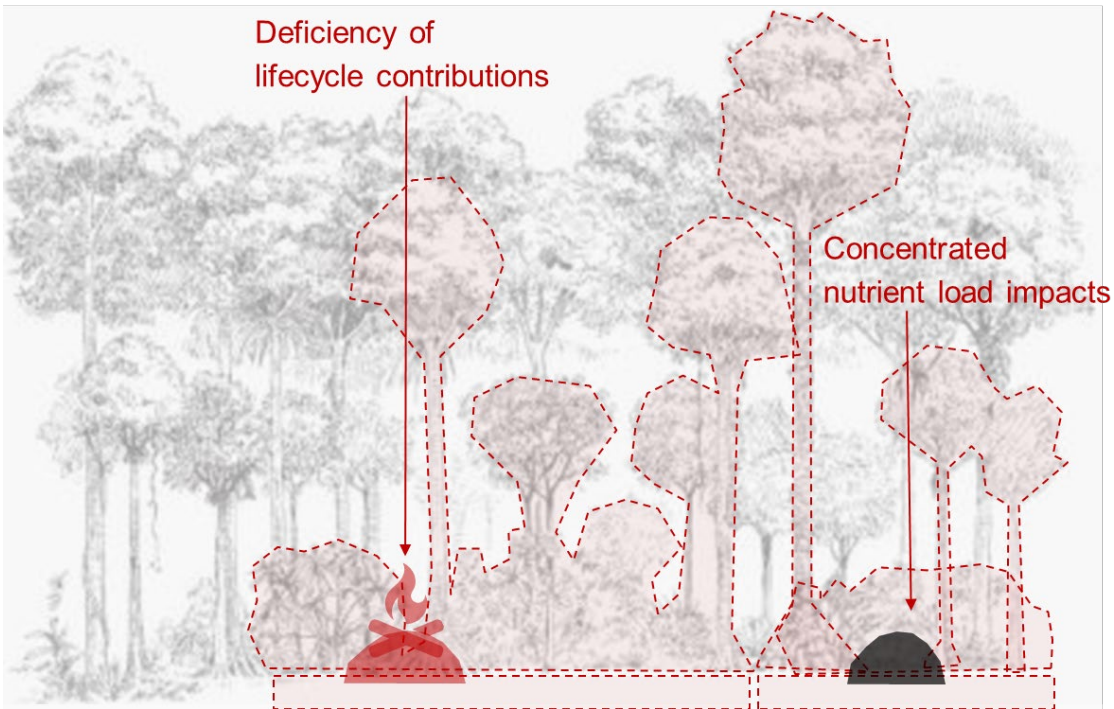 Deficiency of
lifecycle contributions
Concentrated
nutrient load impacts